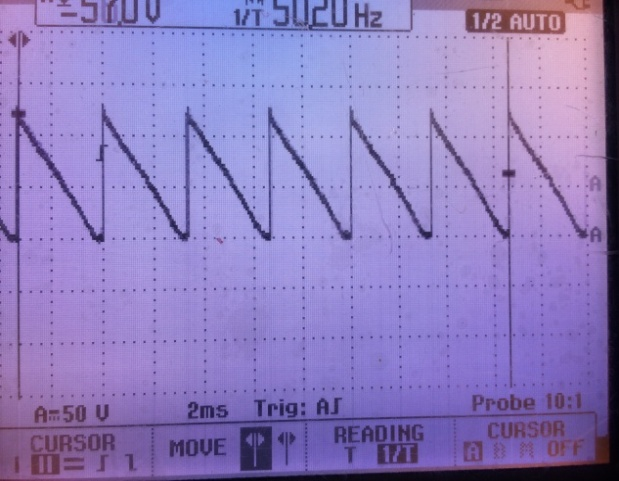 1/T 50.20 Hz
1/2 AUTO
A
A
A=50 V 2ms Trig: A Probe 10:1
CURSOR MOVE READING CURSOR
T 1/T A B M OFF